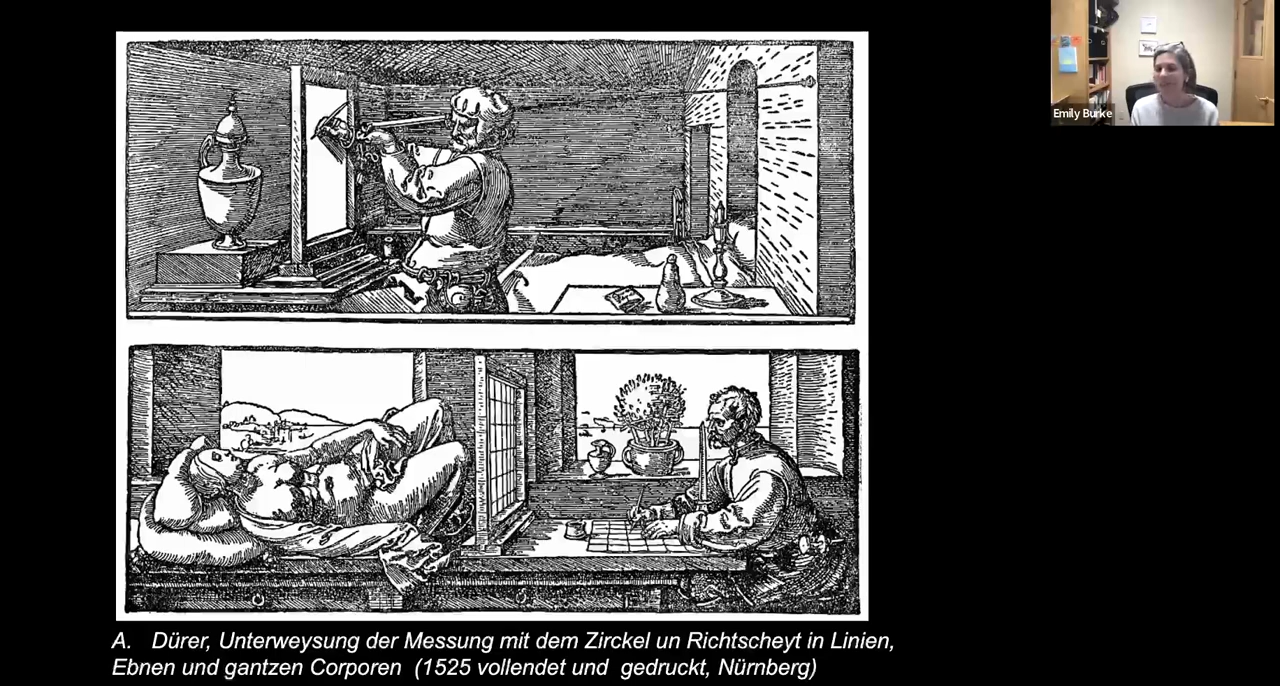 Emily Burke
A. Dürer, Unterweysung der Messung mit dem Zirckel un Richtscheyt in Linien,
Ebnen und gantzen Corporen (1525 vollendet und gedruckt, Nürnberg)